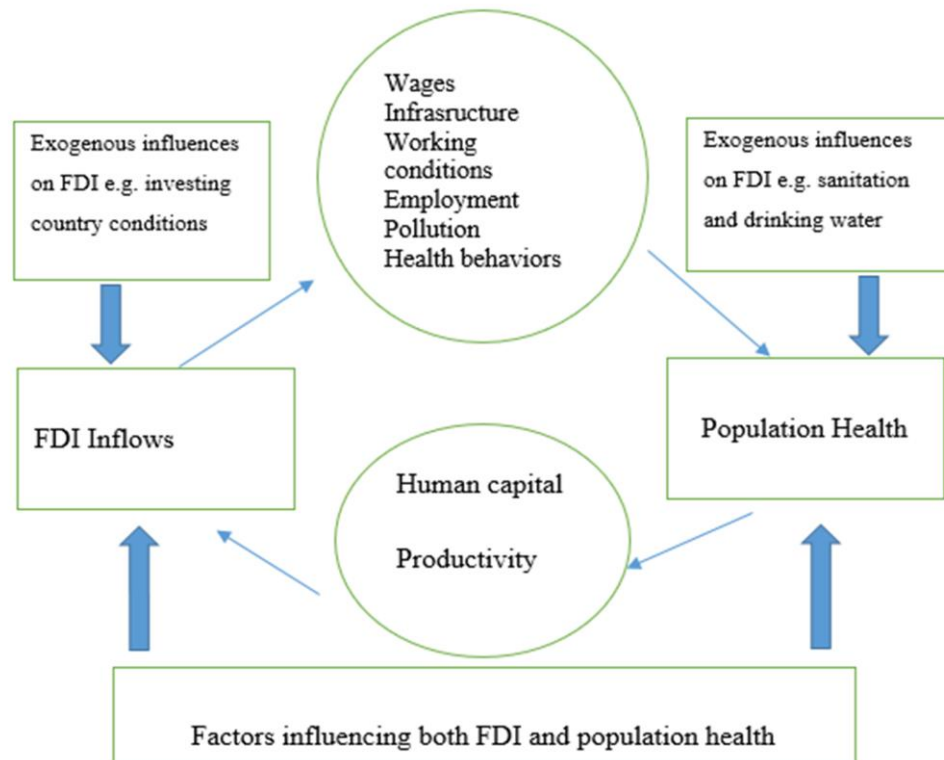 Wages
Infrasructure
Working
conditions
Employment
Pollution
Health behaviors
Exogenous influences
on FDI e.g. investing
country conditions
Exogenous influences
on FDI e.g. sanitation
and drinking water
FDI Inflows
Population Health
Human capital
Productivity
Factors influencing both FDI and population health